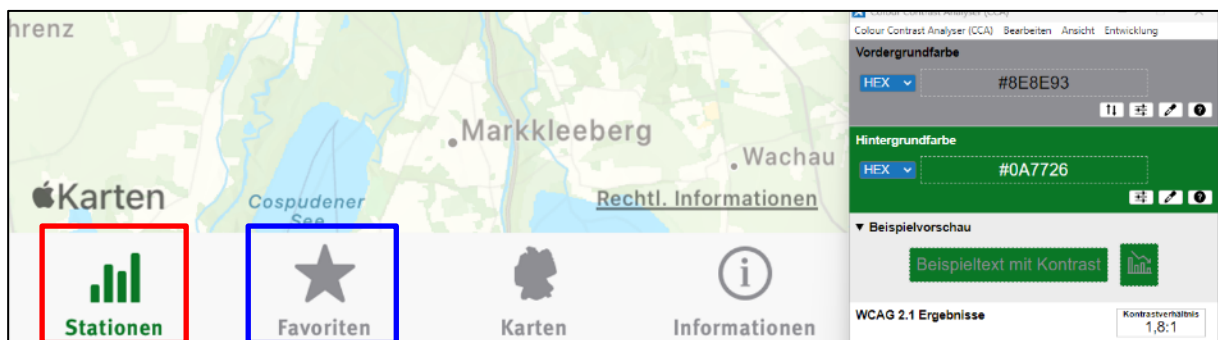 hrenz
Markkleeberg
Wachau
Karten
Cospudener
See
Rechtl. Informationen
Stationen
Favoriten
Karten
Informationen
Colour Contrast Analyser (CCA)
Colour Contrast Analyser (CCA) Bearbeiten Ansicht Entwicklung
Vordergrundfarbe
HEX #8E8E93
Hintergrundfarbe
HEX #0A7726
▼ Beispielvorschau
Beispieltext mit Kontrast
WCAG 2.1 Ergebnisse
Kontrastverhältnis
1,8:1